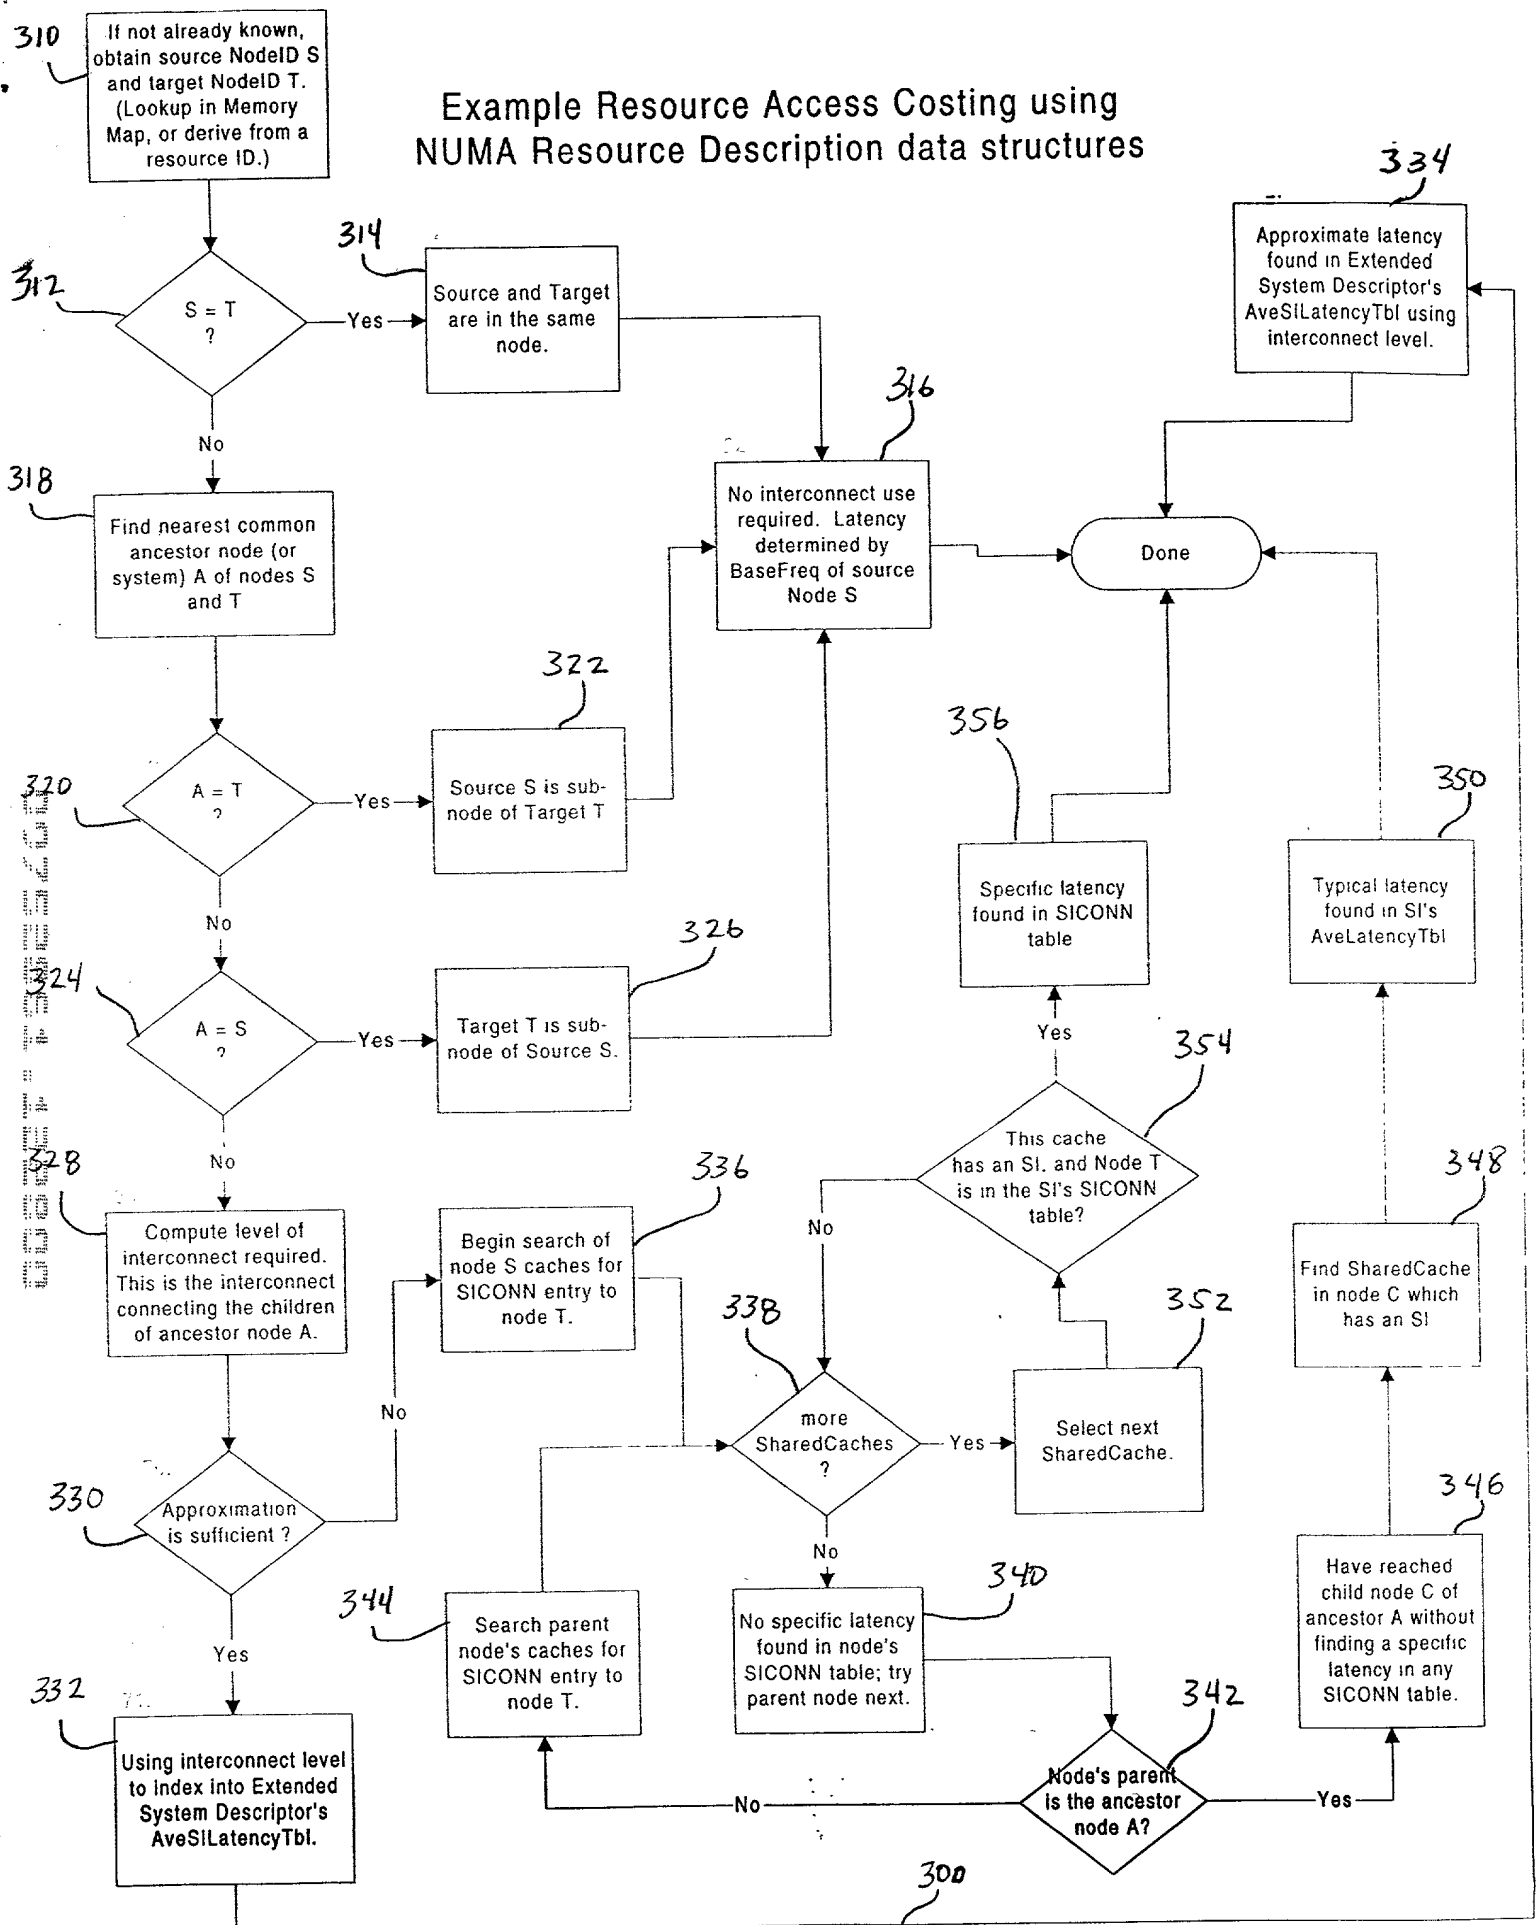 310
If not already known,
obtain source NodeID S
and target NodeID T.
(Lookup in Memory
Map, or derive from a
resource ID.)
Example Resource Access Costing using
NUMA Resource Description data structures
334
Approximate latency
found in Extended
System Descriptor's
AveSILatencyTbl using
interconnect level.
312
S = T
?
Yes
314
Source and Target
are in the same
node.
No
316
No interconnect use
required. Latency
determined by
BaseFreq of source
Node S
Done
318
Find nearest common
ancestor node (or
system) A of nodes S
and T
320
A = T
?
Yes
322
Source S is sub-
node of Target T
No
356
Specific latency
found in SICONN
table
350
Typical latency
found in SI's
AveLatencyTbl
324
A = S
?
Yes
326
Target T is sub-
node of Source S.
No
Yes
354
This cache
has an SI. and Node T
is in the SI's SICONN
table?
No
328
Compute level of
interconnect required.
This is the interconnect
connecting the children
of ancestor node A.
336
Begin search of
node S caches for
SICONN entry to
node T.
348
Find SharedCache
in node C which
has an SI
338
more
SharedCaches
?
Yes
352
Select next
SharedCache.
No
330
Approximation
is sufficient ?
No
Yes
344
Search parent
node's caches for
SICONN entry to
node T.
340
No specific latency
found in node's
SICONN table; try
parent node next.
346
Have reached
child node C of
ancestor A without
finding a specific
latency in any
SICONN table.
342
Node's parent
is the ancestor
node A?
No
Yes
332
Using interconnect level
to Index into Extended
System Descriptor's
AveSILatencyTbl.
300